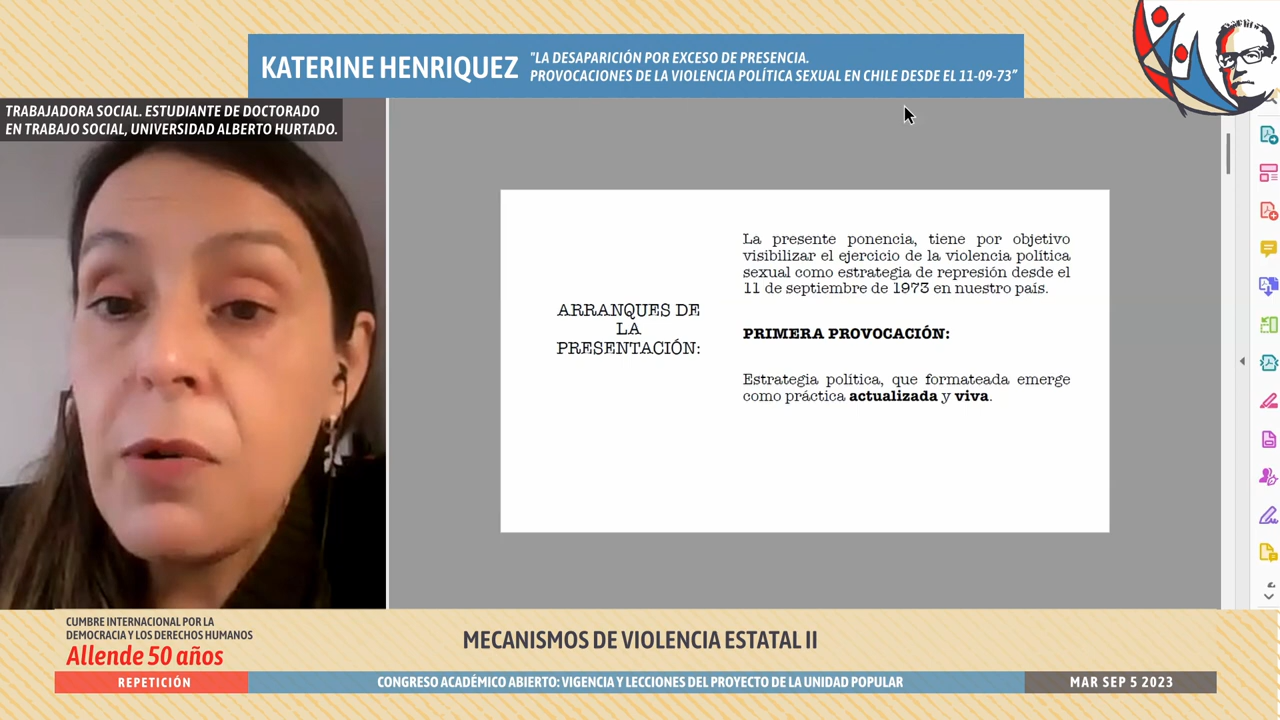 KATERINE HENRIQUEZ
"LA DESAPARICIÓN POR EXCESO DE PRESENCIA.
PROVOCACIONES DE LA VIOLENCIA POLÍTICA SEXUAL EN CHILE DESDE EL 11-09-73"
TRABAJADORA SOCIAL. ESTUDIANTE DE DOCTORADO
EN TRABAJO SOCIAL, UNIVERSIDAD ALBERTO HURTADO.
ARRANQUES DE
LA
PRESENTACIÓN:
La presente ponencia, tiene por objetivo
visibilizar el ejercicio de la violencia política
sexual como estrategia de represión desde el
11 de septiembre de 1973 en nuestro país.
PRIMERA PROVOCACIÓN:
Estrategia política, que formateada emerge
como práctica actualizada y viva.
CUMBRE INTERNACIONAL POR LA
DEMOCRACIA Y LOS DERECHOS HUMANOS
Allende 50 años
MECANISMOS DE VIOLENCIA ESTATAL II
REPETICIÓN
CONGRESO ACADÉMICO ABIERTO: VIGENCIA Y LECCIONES DEL PROYECTO DE LA UNIDAD POPULAR
MAR SEP 5 2023